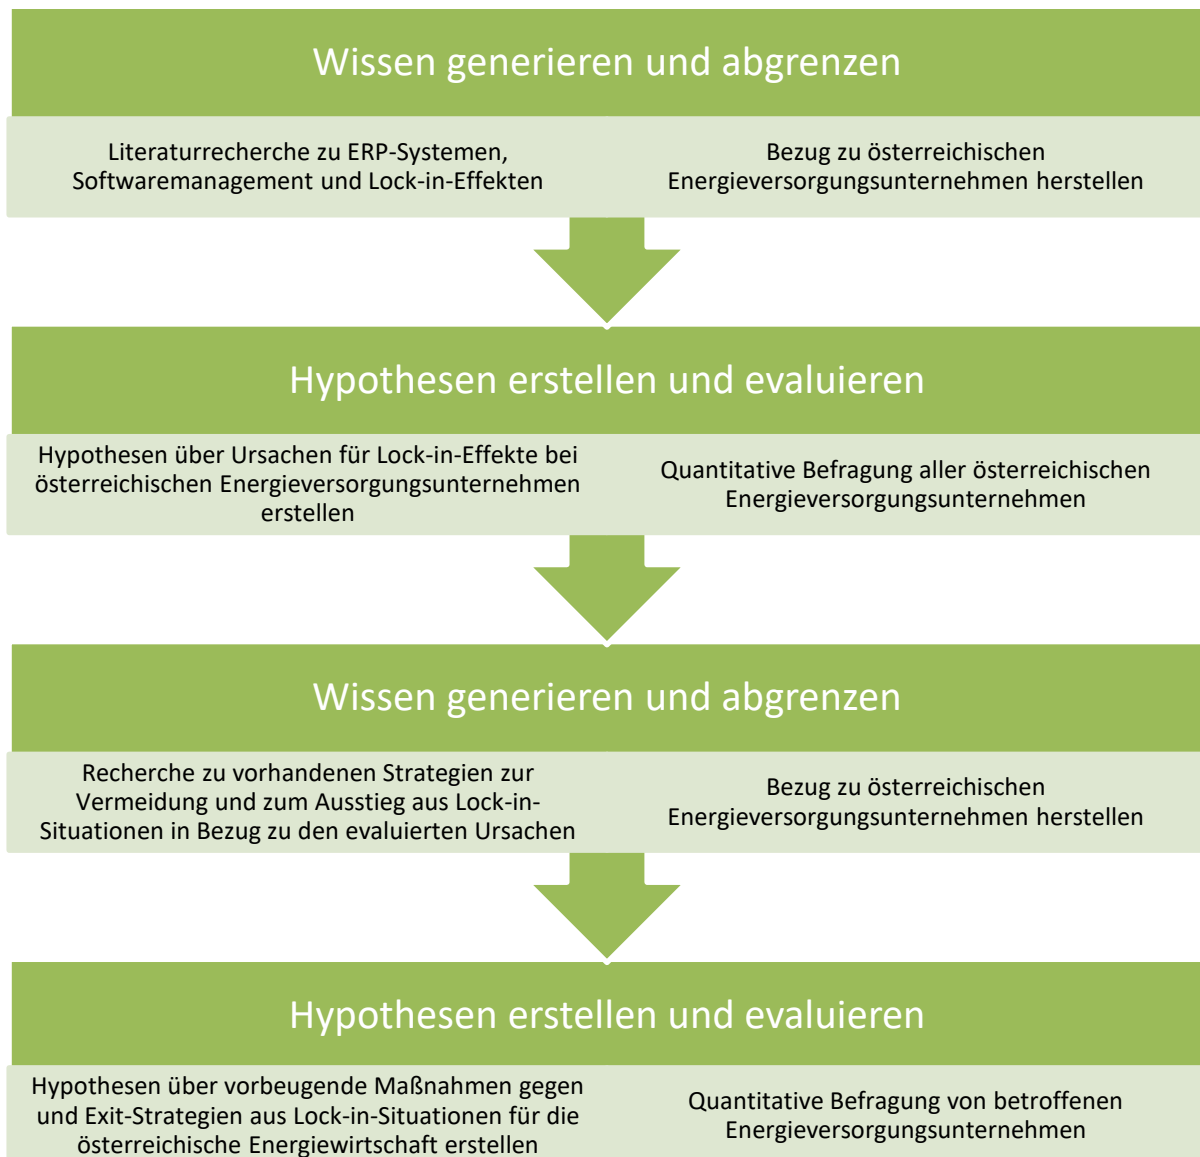 Wissen generieren und abgrenzen
Literaturrecherche zu ERP-Systemen,
Softwaremanagement und Lock-in-Effekten
Bezug zu österreichischen
Energieversorgungsunternehmen herstellen
Hypothesen erstellen und evaluieren
Hypothesen über Ursachen für Lock-in-Effekte bei
österreichischen Energieversorgungsunternehmen
erstellen
Quantitative Befragung aller österreichischen
Energieversorgungsunternehmen
Wissen generieren und abgrenzen
Recherche zu vorhandenen Strategien zur
Vermeidung und zum Ausstieg aus Lock-in-
Situationen in Bezug zu den evaluierten Ursachen
Bezug zu österreichischen
Energieversorgungsunternehmen herstellen
Hypothesen erstellen und evaluieren
Hypothesen über vorbeugende Maßnahmen gegen
und Exit-Strategien aus Lock-in-Situationen für die
österreichische Energiewirtschaft erstellen
Quantitative Befragung von betroffenen
Energieversorgungsunternehmen